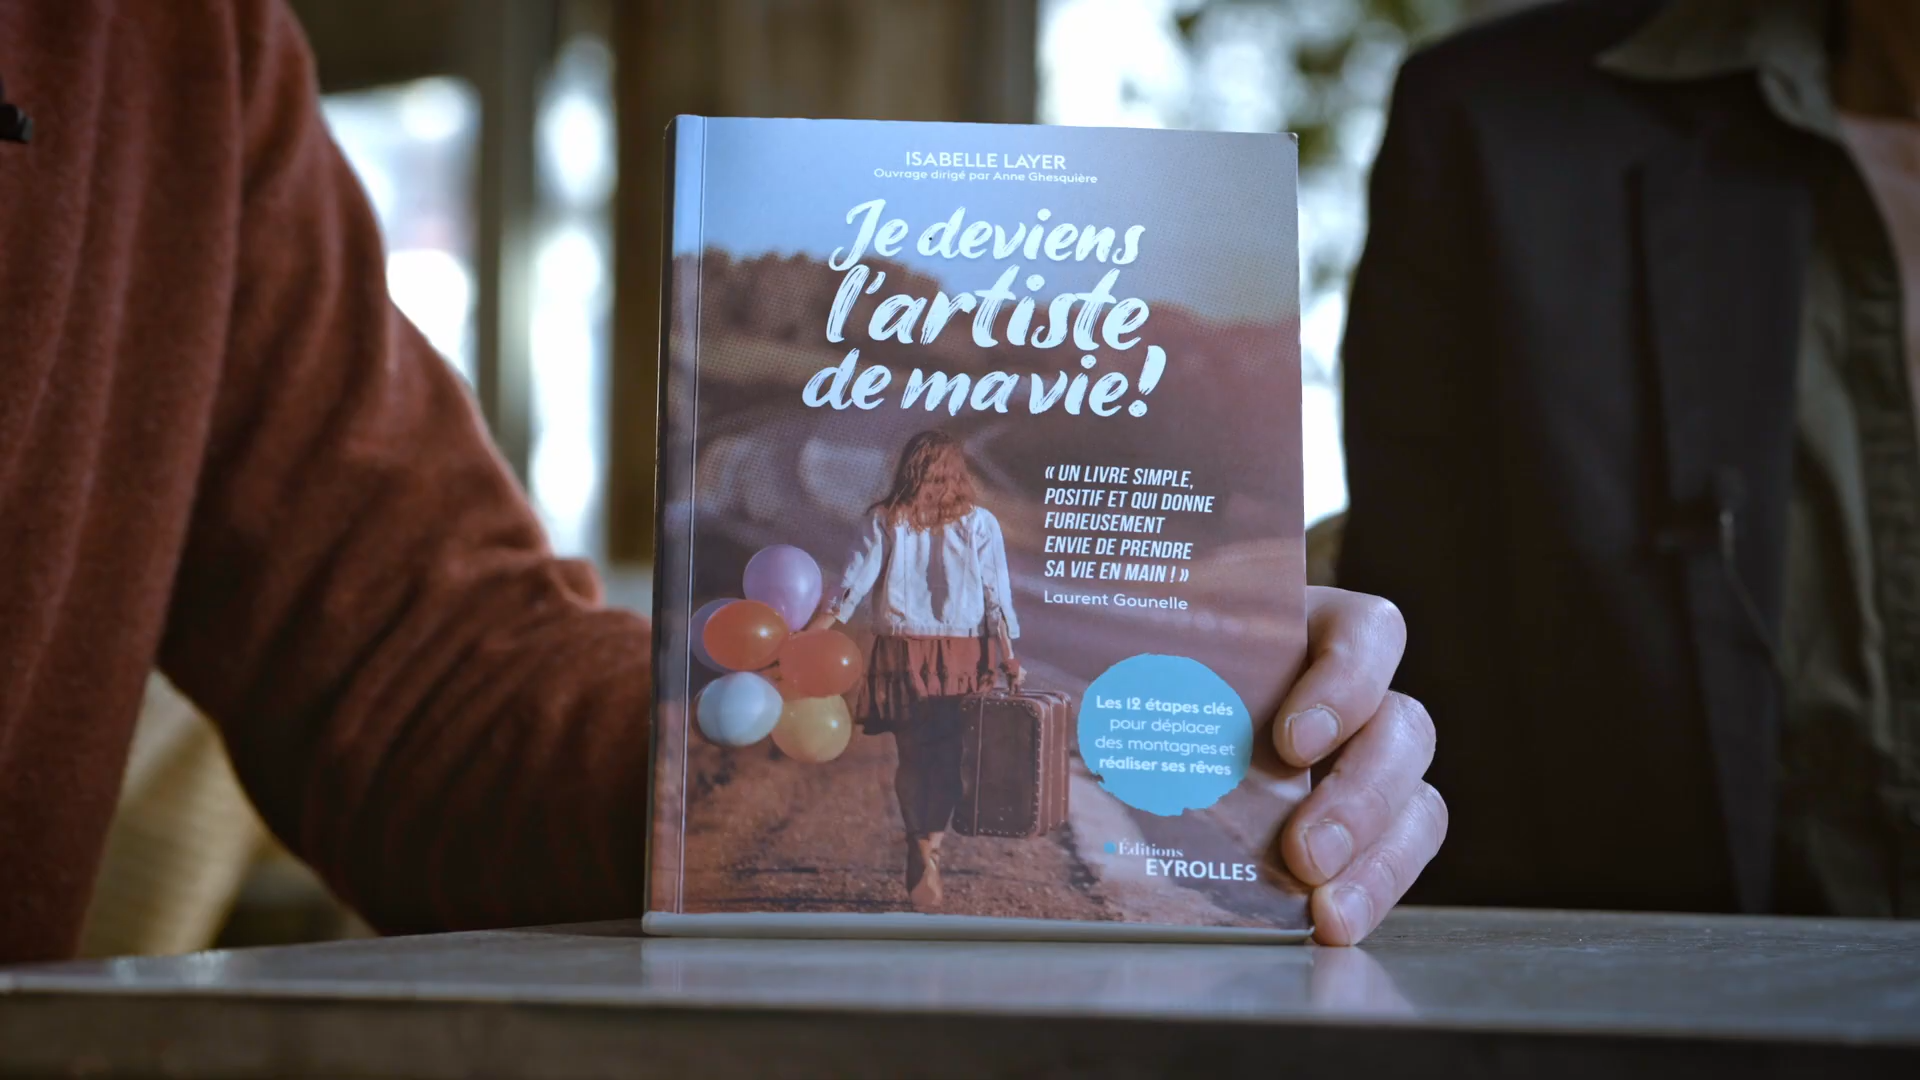 ISABELLE LAYER
Ouvrage dirigé par Anne Ghesquière
Je deviens
l'artiste
de ma vie!
« UN LIVRE SIMPLE,
POSITIF ET QUI DONNE
FURIEUSEMENT
ENVIE DE PRENDRE
SA VIE EN MAIN ! »
Laurent Gounelle
Les 12 étapes clés
pour déplacer
des montagnes et
réaliser ses rêves
Éditions
EYROLLES